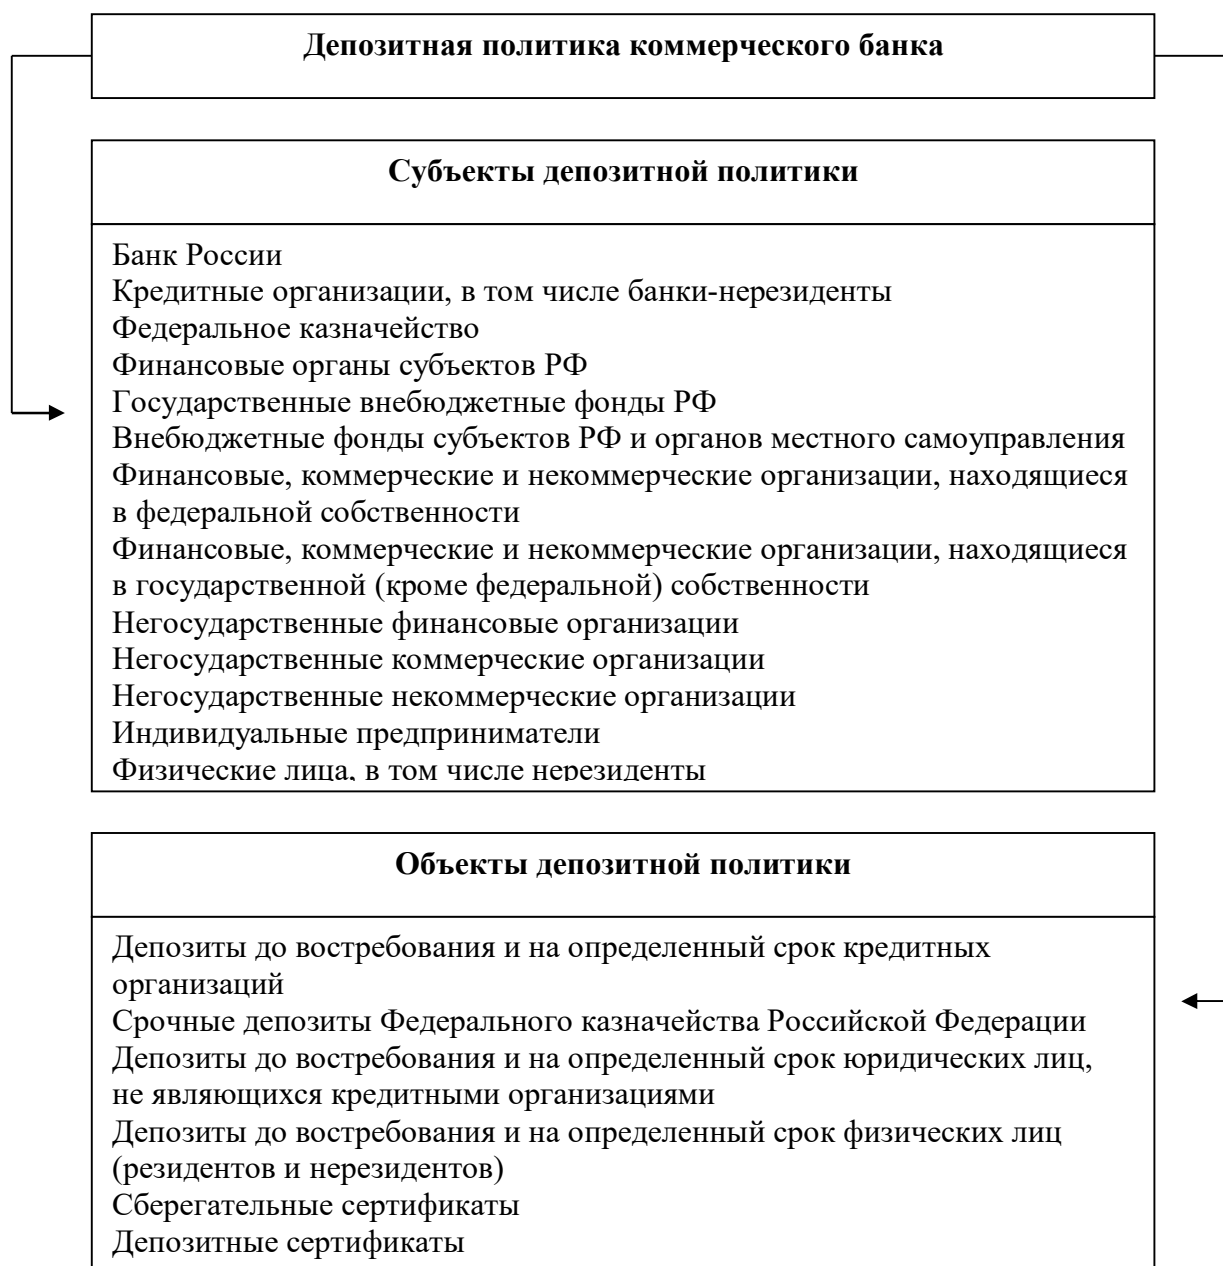 Депозитная политика коммерческого банка
Субъекты депозитной политики
Банк России
Кредитные организации, в том числе банки-нерезиденты
Федеральное казначейство
Финансовые органы субъектов РФ
Государственные внебюджетные фонды РФ
Внебюджетные фонды субъектов РФ и органов местного самоуправления
Финансовые, коммерческие и некоммерческие организации, находящиеся
в федеральной собственности
Финансовые, коммерческие и некоммерческие организации, находящиеся
в государственной (кроме федеральной) собственности
Негосударственные финансовые организации
Негосударственные коммерческие организации
Негосударственные некоммерческие организации
Индивидуальные предприниматели
Физические лица, в том числе нерезиденты
Объекты депозитной политики
Депозиты до востребования и на определенный срок кредитных
организаций
Срочные депозиты Федерального казначейства Российской Федерации
Депозиты до востребования и на определенный срок юридических лиц,
не являющихся кредитными организациями
Депозиты до востребования и на определенный срок физических лиц
(резидентов и нерезидентов)
Сберегательные сертификаты
Депозитные сертификаты